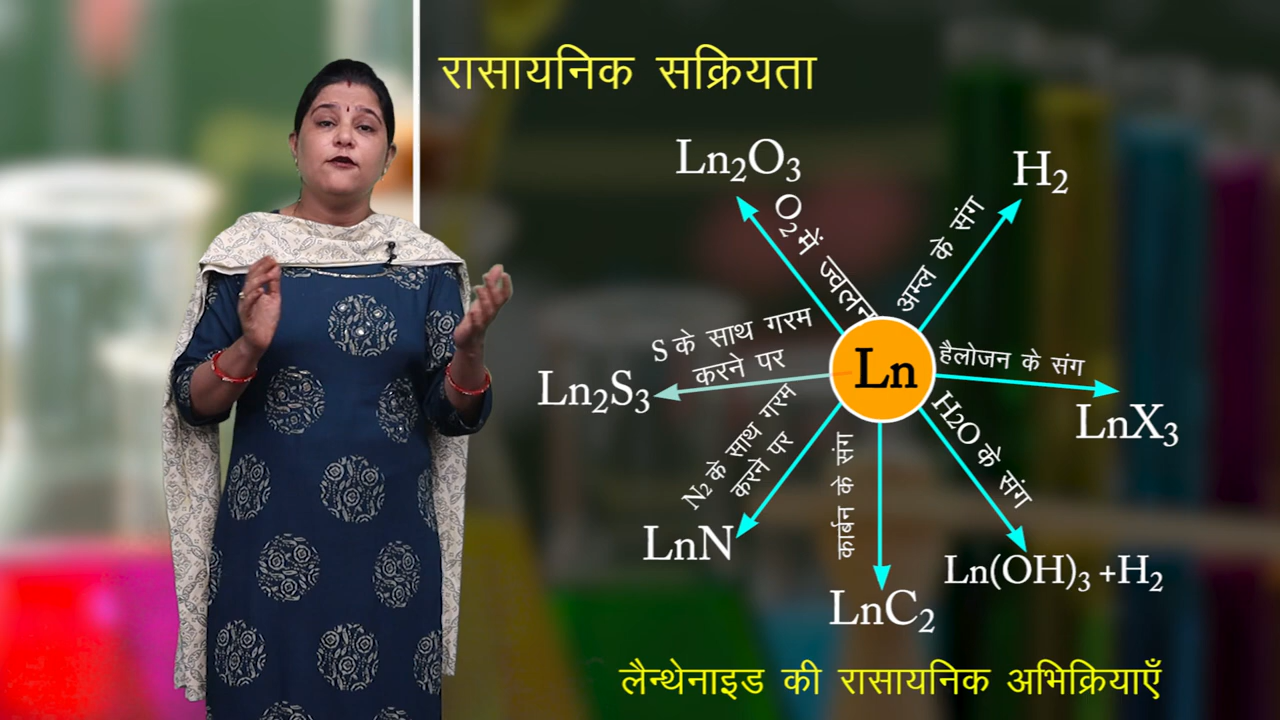 रासायनिक सक्रियता
Ln₂O₃
H₂
O₂ में ज्वलन
अम्ल के संग
S के साथ गरम
करने पर
Ln
हैलोजन के संग
Ln₂S₃
LnX₃
N₂ के साथ गरम
करने पर
कार्बन के संग
H2O के संग
LnN
Ln(OH)₃ +H₂
LnC₂
लैन्थेनाइड की रासायनिक अभिक्रियाएँ